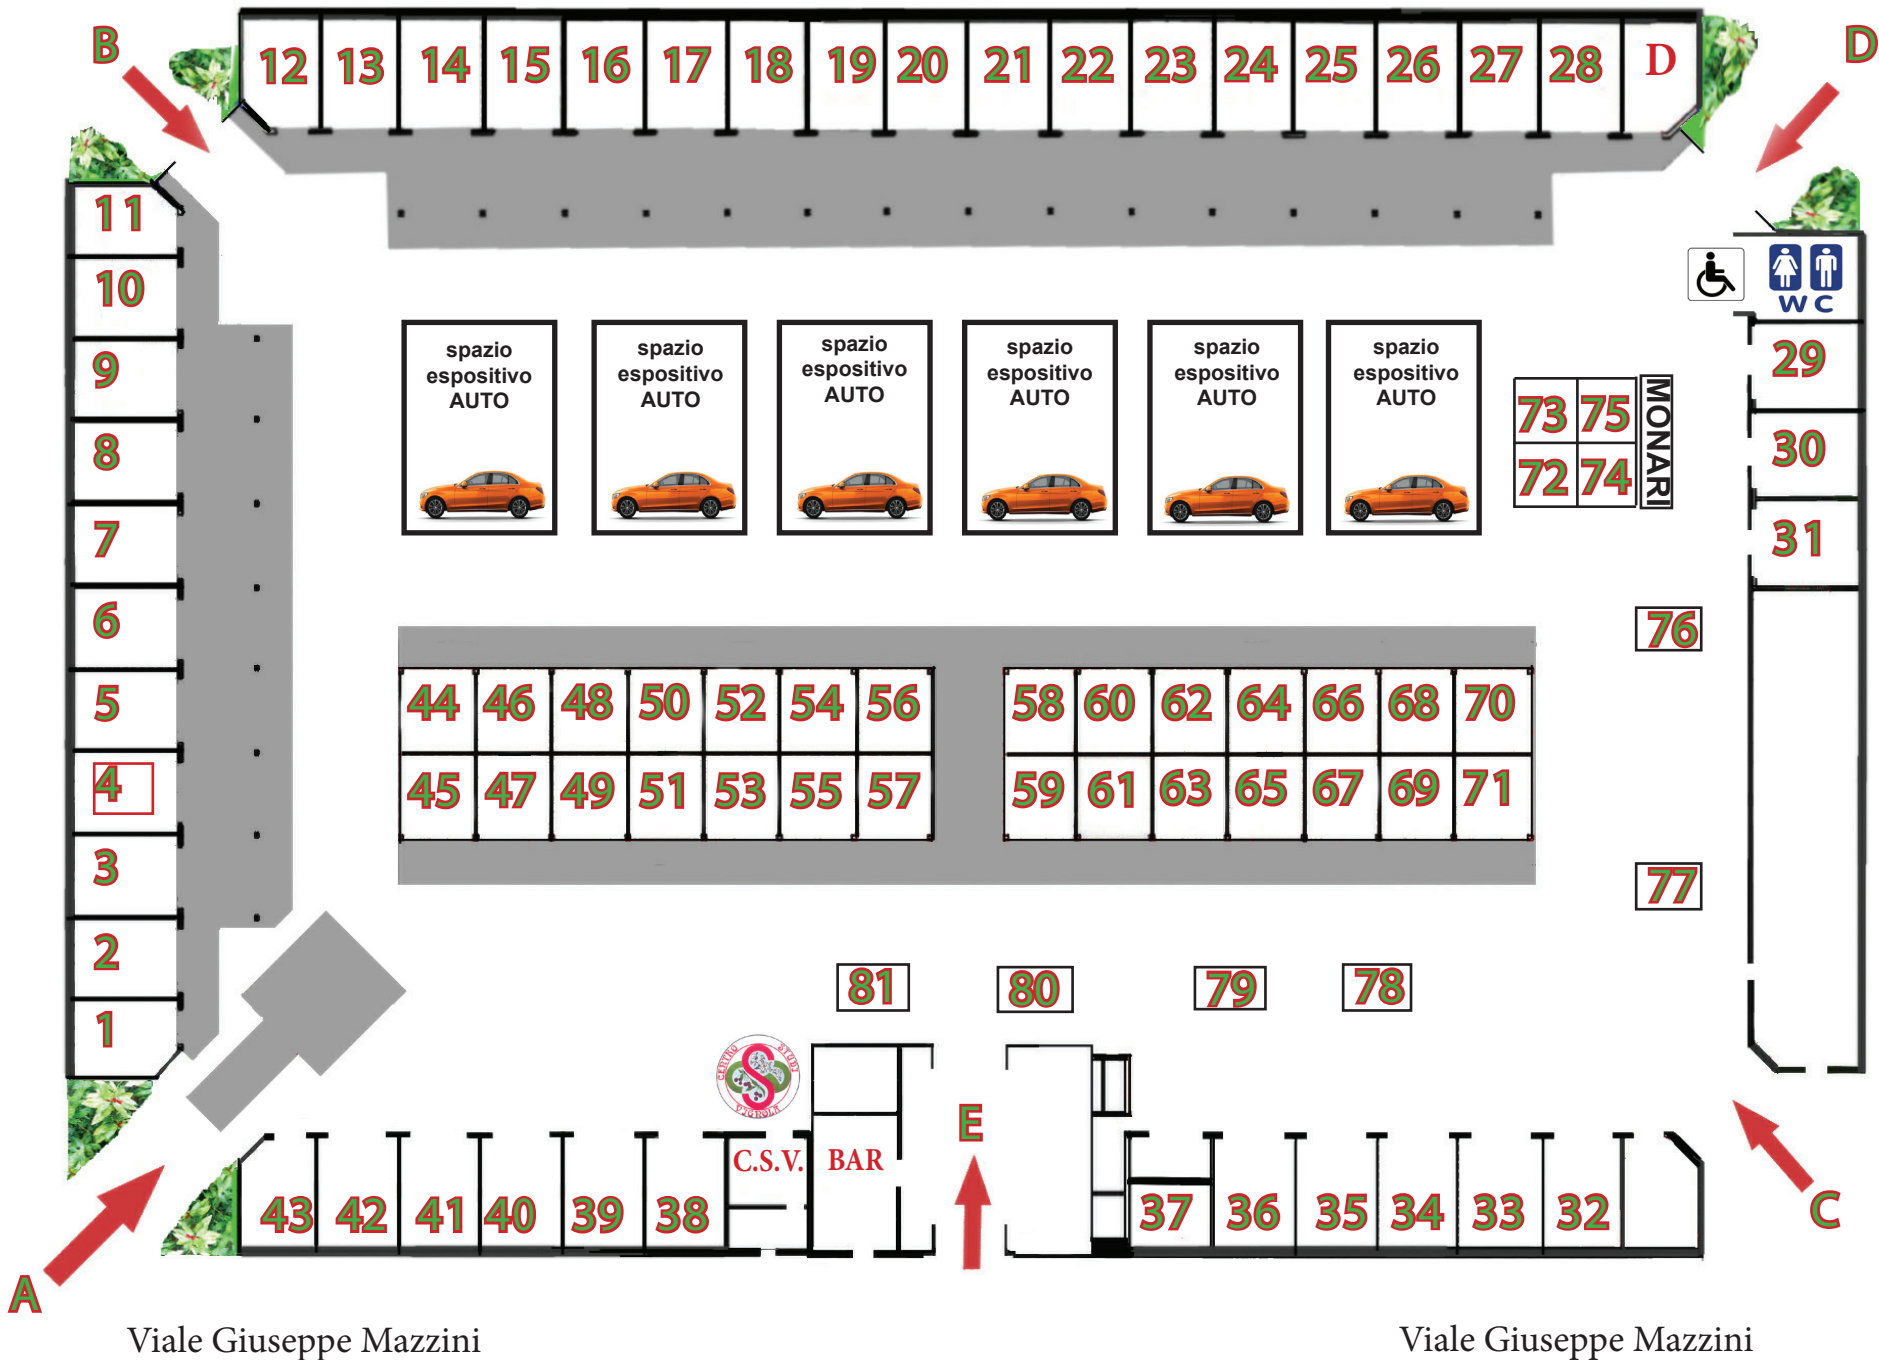 B
D
12 13 14 15 16 17 18 19 20 21 22 23 24 25 26 27 28 D
11
10
9
8
7
6
5
4
3
2
1
W C
29
30
31
spazio
espositivo
AUTO
spazio
espositivo
AUTO
spazio
espositivo
AUTO
spazio
espositivo
AUTO
spazio
espositivo
AUTO
spazio
espositivo
AUTO
73 75
72 74
MONARI
76
77
44 46 48 50 52 54 56
45 47 49 51 53 55 57
58 60 62 64 66 68 70
59 61 63 65 67 69 71
81 80 79 78
CENTRO STUDI
VIGNOLA
C.S.V.
BAR
E
43 42 41 40 39 38
37 36 35 34 33 32
C
A
Viale Giuseppe Mazzini
Viale Giuseppe Mazzini